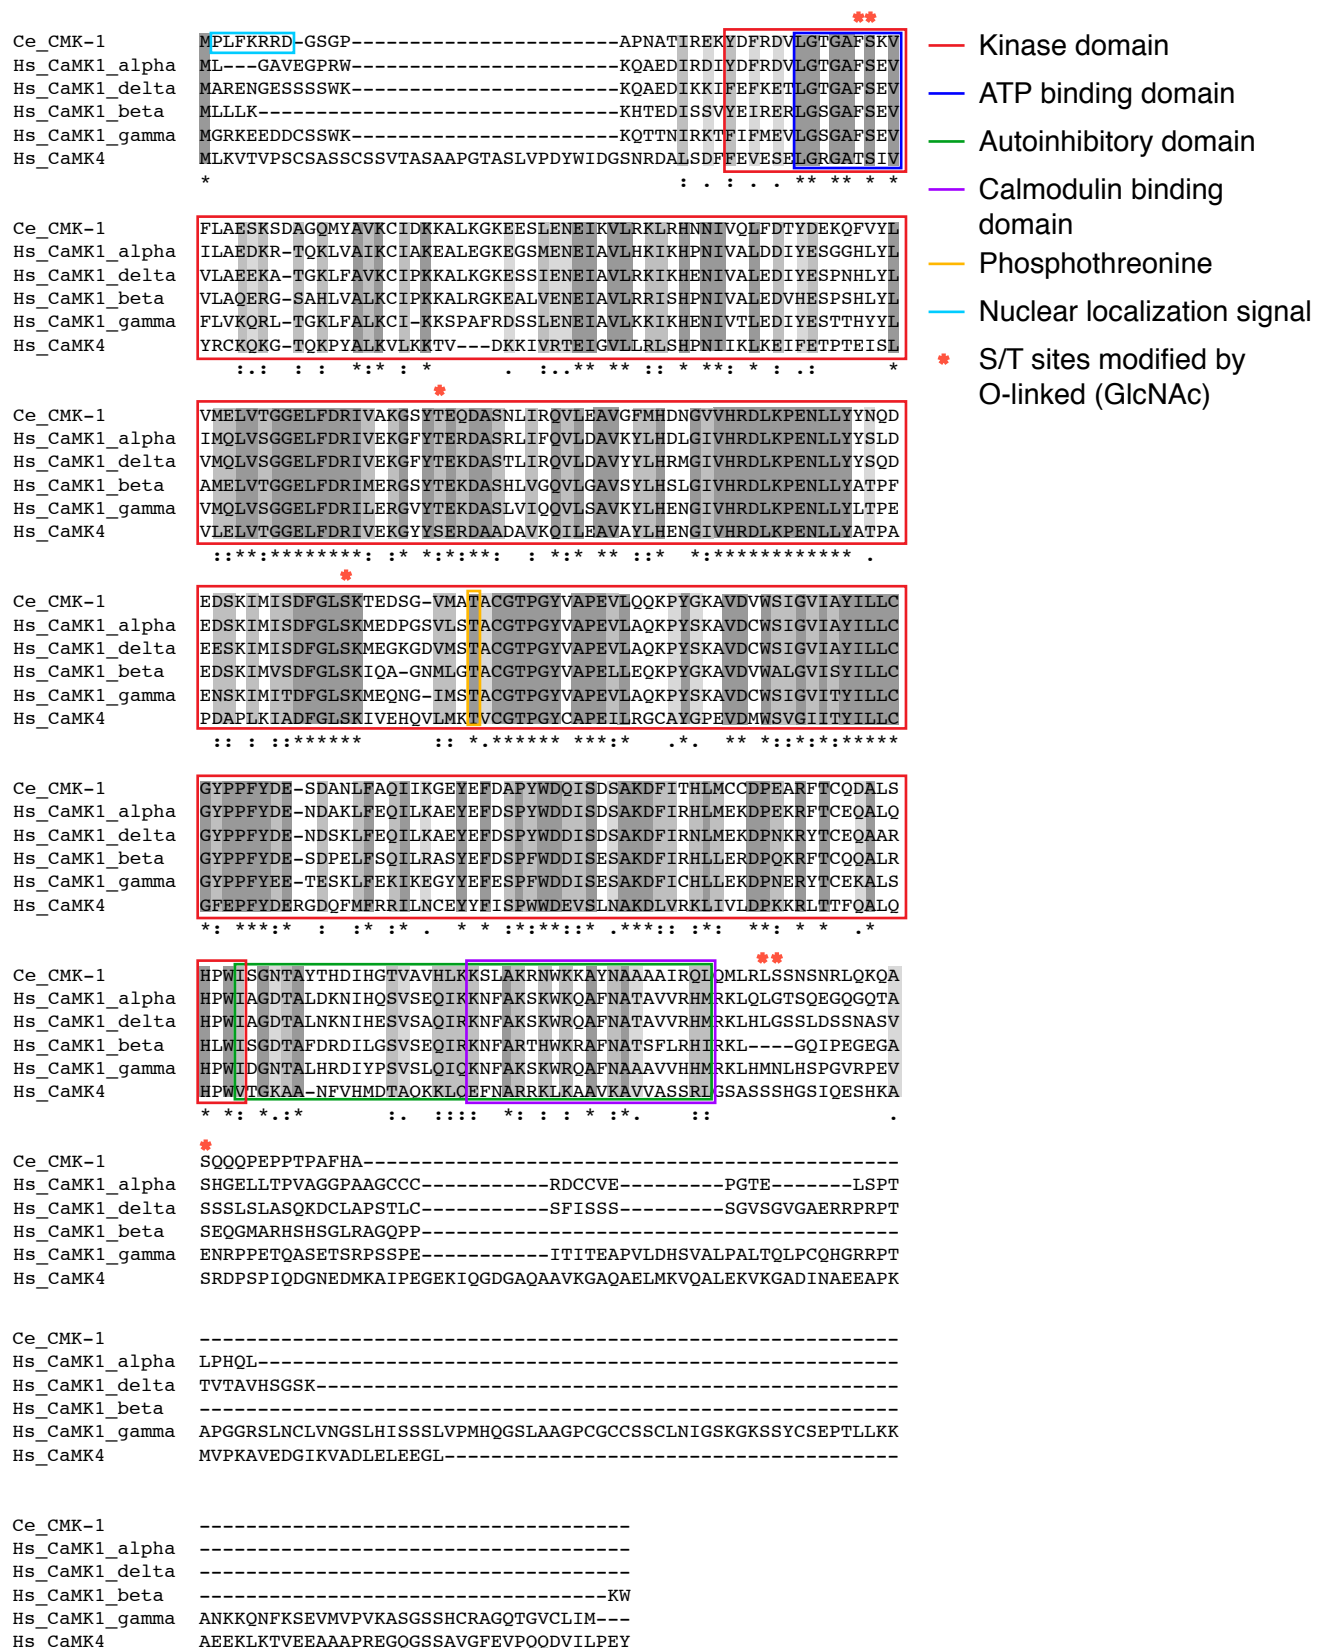 Ce_CMK-1 MPLFKRRD-GSGP-----------------------APNATIREKYDFRDVLGTGAFSKV
Hs_CaMK1_alpha ML---GAVEGPRW-----------------------KQAEDIRDIYDFRDVLGTGAFSEV
Hs_CaMK1_delta MARENGESSSSWK-----------------------KQAEDIKKIFEFKETLGTGAFSEV
Hs_CaMK1_beta MLLLK-------------------------------KHTEDISSVYEIRERLGSGAFSEV
Hs_CaMK1_gamma MGRKEEDDCSSWK-----------------------KQTTNIRKTFIFMEVLGSGAFSEV
Hs_CaMK4 MLKVTVPSCSASSCSSVTASAAPGTASLVPDYWIDGSNRDALSDFFEVESELGRGATSIV
* : . : . . ** ** * *
Kinase domain
ATP binding domain
Autoinhibitory domain
Calmodulin binding
domain
Phosphothreonine
Nuclear localization signal
* S/T sites modified by
O-linked (GlcNAc)
Ce_CMK-1 FLAESKSDAGQMYAVKCIDKKALKGKEESLENEIKVLRKLRHNNIVQLFDTYDEKQFVYL
Hs_CaMK1_alpha ILAEDKR-TQKLVAIKCIAKEALEGKEGSMENEIAVLHKIKHPNIVALDDIYESGGHLYL
Hs_CaMK1_delta VLAEEKA-TGKLFAVKCIPKKALKGKESSIENEIAVLRKIKHENIVALEDIYESPNHLYL
Hs_CaMK1_beta VLAQERG-SAHLVALKCIPKKALRGKEALVENEIAVLRRISHPNIVALEDVHESPSHLYL
Hs_CaMK1_gamma FLVKQRL-TGKLFALKCI-KKSPAFRDSSLENEIAVLKKIKHENIVTLEDIYESTTHYYL
Hs_CaMK4 YRCKQKG-TQKPYALKVLKKTV---DKKIVRTEIGVLLRLSHPNIIKLKEIFETPTEISL
:.: : : *:* : * . :..** ** :: * **: * : .: *
Ce_CMK-1 VMELVTGGELFDRIVAKGSYTEQDASNLIRQVLEAVGFMHDNGVVHRDLKPENLLYYNQD
Hs_CaMK1_alpha IMQLVSGGELFDRIVEKGFYTERDASRLIFQVLDAVKYLHDLGIVHRDLKPENLLYYSLD
Hs_CaMK1_delta VMQLVSGGELFDRIVEKGFYTEKDASTLIRQVLDAVYYLHRMGIVHRDLKPENLLYYSQD
Hs_CaMK1_beta AMELVTGGELFDRIMERGSYTEKDASHLVGQVLGAVSYLHSLGIVHRDLKPENLLYATPF
Hs_CaMK1_gamma VMQLVSGGELFDRILERGVYTEKDASLVIQQVLSAVKYLHENGIVHRDLKPENLLYLTPE
Hs_CaMK4 VLELVTGGELFDRIVEKGYYSERDAADAVKQILEAVAYLHENGIVHRDLKPENLLYATPA
::**:********: :* *:*:**: : *:* ** ::* *:************** .
Ce_CMK-1 EDSKIMISDFGLSKTEDSG-VMATACGTPGYVAPEVLQQKPYGKAVDVWSIGVIAYILLC
Hs_CaMK1_alpha EDSKIMISDFGLSKMEDPGSVLSTACGTPGYVAPEVLAQKPYSKAVDCWSIGVIAYILLC
Hs_CaMK1_delta EESKIMISDFGLSKMEGKGDVMSTACGTPGYVAPEVLAQKPYSKAVDCWSIGVIAYILLC
Hs_CaMK1_beta EDSKIMVSDFGLSKIQA-GNMLGTACGTPGYVAPELLEQKPYGKAVDVWALGVISYILLC
Hs_CaMK1_gamma ENSKIMITDFGLSKMEQNG-IMSTACGTPGYVAPEVLAQKPYSKAVDCWSIGVITYILLC
Hs_CaMK4 PDAPLKIADFGLSKIVEHQVLMKTVCGTPGYCAPEILRGCAYGPEVDMWSVGIITYILLC
:: : ::****** :: *.****** ***:* .*. ** *::*:*:*****
Ce_CMK-1 GYPPFYDE-SDANLFAQIIKGEYEFDAPYWDQISDSAKDFITHLMCCDPEARFTCQDALS
Hs_CaMK1_alpha GYPPFYDE-NDAKLFEQILKAEYEFDSPYWDDISDSAKDFIRHLMEKDPEKRFTCEQALQ
Hs_CaMK1_delta GYPPFYDE-NDSKLFEQILKAEYEFDSPYWDDISDSAKDFIRNLMEKDPNKRYTCEQAAR
Hs_CaMK1_beta GYPPFYDE-SDPELFSQILRASYEFDSPFWDDISESAKDFIRHLLERDPQKRFTCQQALR
Hs_CaMK1_gamma GYPPFYEE-TESKLFEKIKEGYYEFESPFWDDISESAKDFICHLLEKDPNERYTCEKALS
Hs_CaMK4 GFEPFYDERGDQFMFRRILNCEYYFISPWWDEVSLNAKDLVRKLIVLDPKKRLTTFQALQ
*: ***:* : :* :* . * * :*:**::* .***:: :*: **: * * .*
Ce_CMK-1 HPWISGNTAYTHDIHGTVAVHLKKSLAKRNWKKAYNAAAAIRQLQMLRLSSNSNRLQKQA
Hs_CaMK1_alpha HPWIAGDTALDKNIHQSVSEQIKKNFAKSKWKQAFNATAVVRHMRKLQLGTSQEGQGQTA
Hs_CaMK1_delta HPWIAGDTALNKNIHESVSAQIRKNFAKSKWRQAFNATAVVRHMRKLHLGSSLDSSNASV
Hs_CaMK1_beta HLWISGDTAFDRDILGSVSEQIRKNFARTHWKRAFNATSFLRHIRKL----GQIPEGEGA
Hs_CaMK1_gamma HPWIDGNTALHRDIYPSVSLQIQKNFAKSKWRQAFNAAAVVHHMRKLHMNLHSPGVRPEV
Hs_CaMK4 HPWVTGKAA-NFVHMDTAQKKLQEFNARRKLKAAVKAVVASSRLGSASSSHGSIQESHKA
* *: *.:* :. :::: *: : * :*. :: .
Ce_CMK-1 SQQQPEPPTPAFHA----------------------------------------------
Hs_CaMK1_alpha SHGELLTPVAGGPAAGCCC-----------RDCCVE---------PGTE-------LSPT
Hs_CaMK1_delta SSSLSLASQKDCLAPSTLC-----------SFISSS---------SGVSGVGAERRPRPT
Hs_CaMK1_beta SEQGMARHSHSGLRAGQPP-----------------------------------------
Hs_CaMK1_gamma ENRPPETQASETSRPSSPE-----------ITITEAPVLDHSVALPALTQLPCQHGRRPT
Hs_CaMK4 SRDPSPIQDGNEDMKAIPEGEKIQGDGAQAAVKGAQAELMKVQALEKVKGADINAEEAPK
Ce_CMK-1 ------------------------------------------------------------
Hs_CaMK1_alpha LPHQL-------------------------------------------------------
Hs_CaMK1_delta TVTAVHSGSK--------------------------------------------------
Hs_CaMK1_beta ------------------------------------------------------------
Hs_CaMK1_gamma APGGRSLNCLVNGSLHISSSLVPMHQGSLAAGPCGCCSSCLNIGSKGKSSYCSEPTLLKK
Hs_CaMK4 MVPKAVEDGIKVADLELEEGL---------------------------------------
Ce_CMK-1 -------------------------------------
Hs_CaMK1_alpha -------------------------------------
Hs_CaMK1_delta -------------------------------------
Hs_CaMK1_beta -----------------------------------KW
Hs_CaMK1_gamma ANKKQNFKSEVMVPVKASGSSHCRAGQTGVCLIM---
Hs_CaMK4 AEEKLKTVEEAAAPREGQGSSAVGFEVPQQDVILPEY